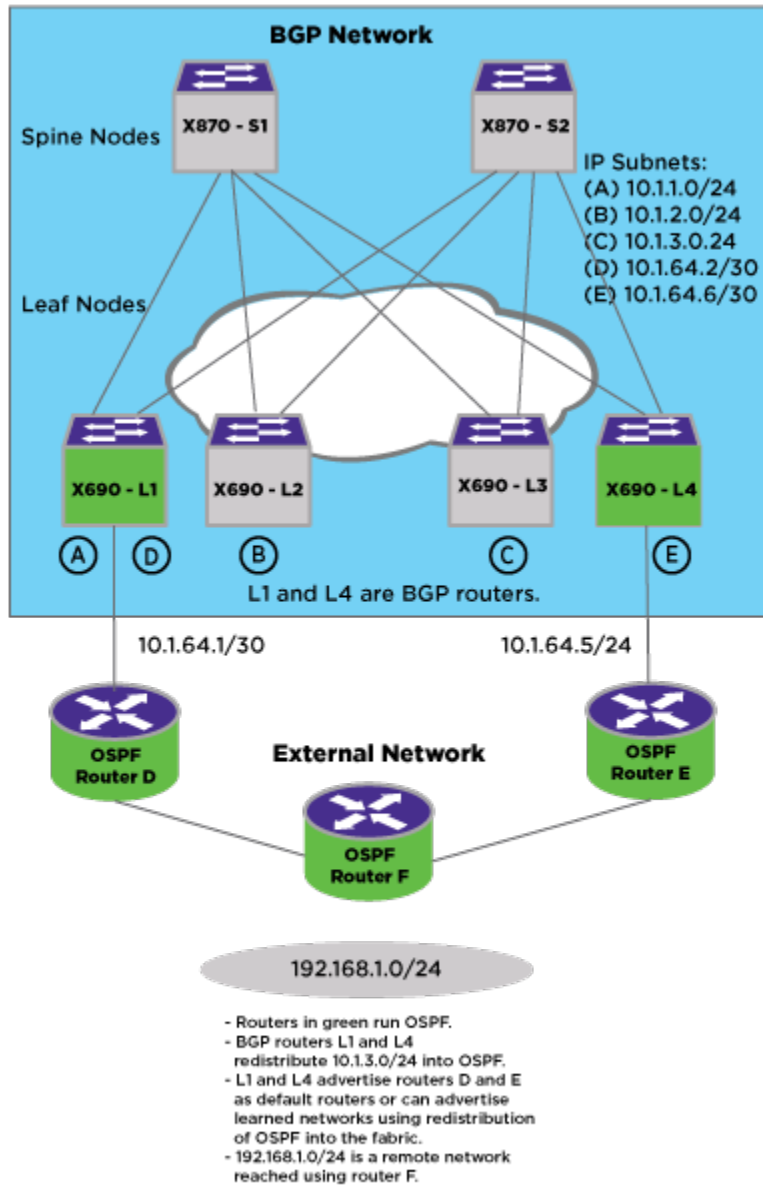 BGP Network
X870 - S1
X870 - S2
Spine Nodes
IP Subnets:
(A) 10.1.1.0/24
(B) 10.1.2.0/24
(C) 10.1.3.0.24
(D) 10.1.64.2/30
(E) 10.1.64.6/30
Leaf Nodes
X690 - L1
X690 - L2
X690 - L3
X690 - L4
A
D
B
C
E
L1 and L4 are BGP routers.
10.1.64.1/30
10.1.64.5/24
OSPF
Router D
External Network
OSPF
Router E
OSPF
Router F
192.168.1.0/24
- Routers in green run OSPF.
- BGP routers L1 and L4
redistribute 10.1.3.0/24 into OSPF.
- L1 and L4 advertise routers D and E
as default routers or can advertise
learned networks using redistribution
of OSPF into the fabric.
- 192.168.1.0/24 is a remote network
reached using router F.